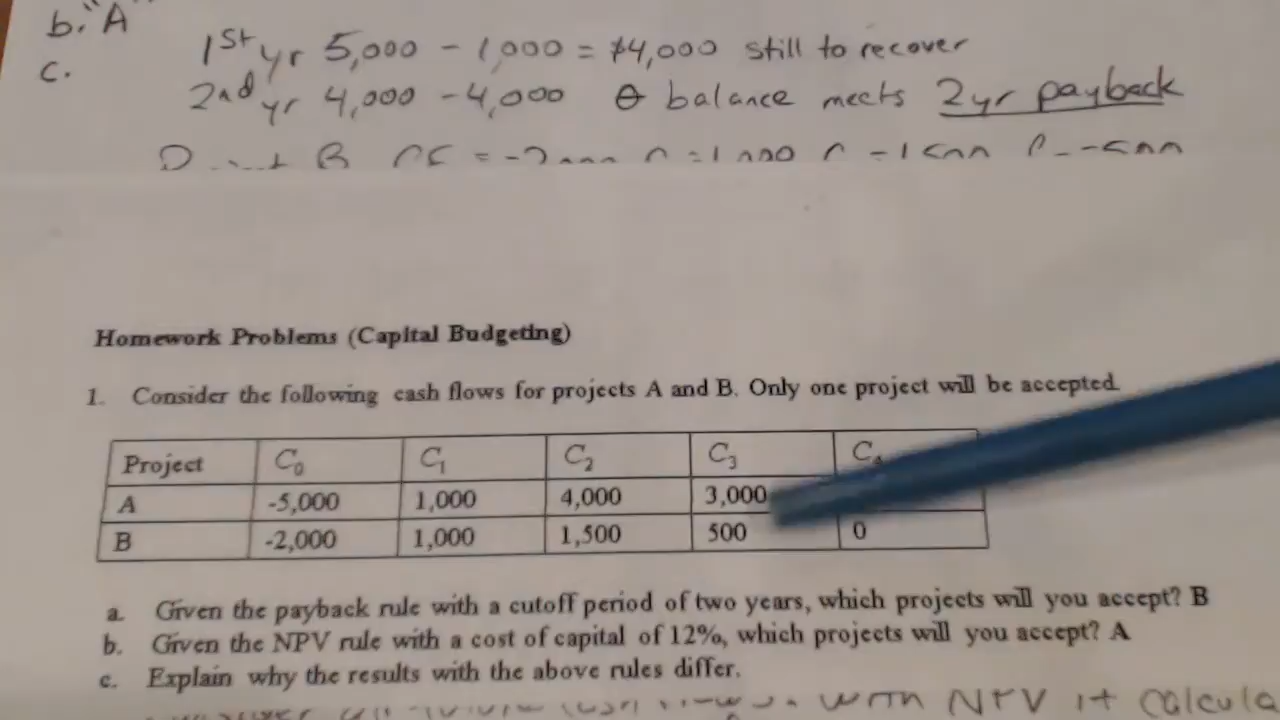 b. "A"
1st yr 5,000 - 1,000 = $4,000 still to recover
c.
2nd yr 4,000 - 4,000 θ balance meets 2yr payback
Homework Problems (Capital Budgeting)
1. Consider the following cash flows for projects A and B. Only one project will be accepted.
Project C₀ C₁ C₂ C₃
A -5,000 1,000 4,000 3,000
B -2,000 1,000 1,500 500 0
a. Given the payback rule with a cutoff period of two years, which projects will you accept? B
b. Given the NPV rule with a cost of capital of 12%, which projects will you accept? A
c. Explain why the results with the above rules differ.
with NPV it